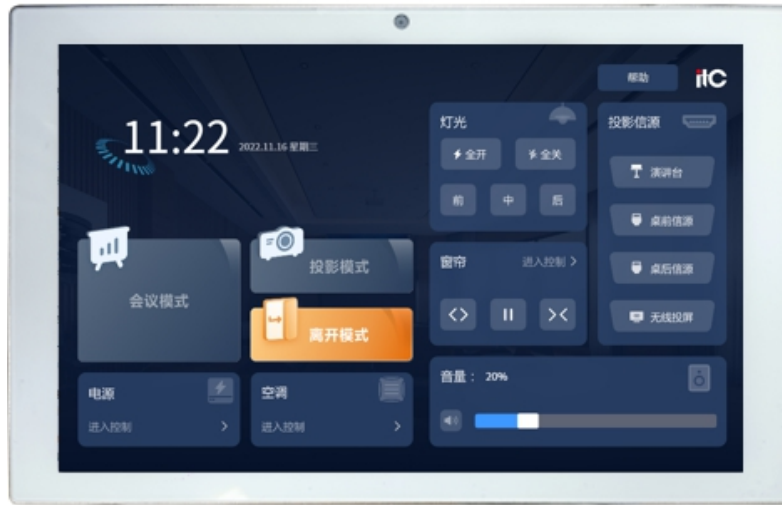 帮助
itC
11:22
2022.11.16 星期三
灯光
全开
全关
前
中
后
投影信源
演讲台
桌前信源
桌后信源
无线投屏
会议模式
投影模式
离开模式
窗帘
进入控制 >
电源
进入控制 >
空调
进入控制 >
音量： 20%